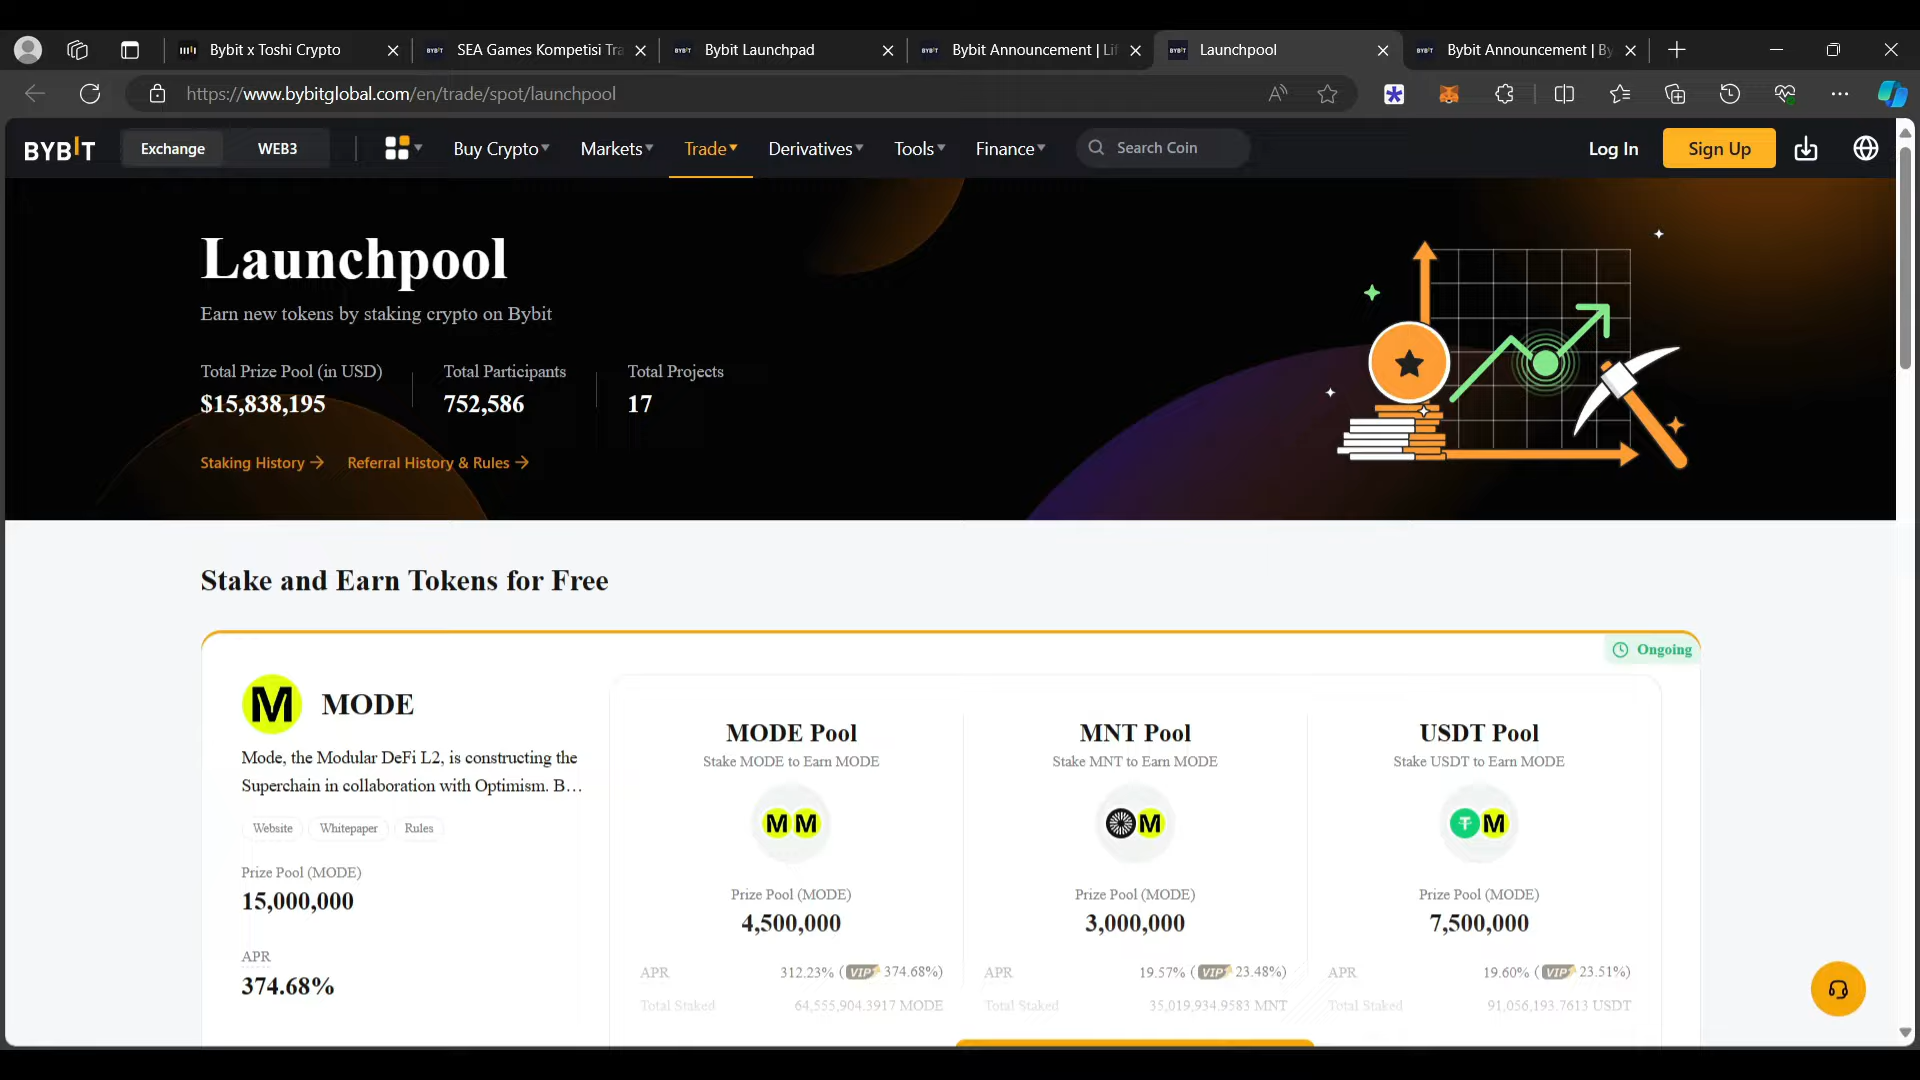 Bybit x Toshi Crypto
SEA Games Kompetisi Tra
Bybit Launchpad
Bybit Announcement | Lif
Launchpool
Bybit Announcement | By
https://www.bybitglobal.com/en/trade/spot/launchpool
BYBIT
Exchange
WEB3
Buy Crypto
Markets
Trade
Derivatives
Tools
Finance
Search Coin
Log In
Sign Up
Launchpool
Earn new tokens by staking crypto on Bybit
Total Prize Pool (in USD)
Total Participants
Total Projects
$15,838,195
752,586
17
Staking History →
Referral History & Rules →
Stake and Earn Tokens for Free
Ongoing
M
MODE
Mode, the Modular DeFi L2, is constructing the
Superchain in collaboration with Optimism. B…
Website
Whitepaper
Rules
Prize Pool (MODE)
15,000,000
APR
374.68%
MODE Pool
Stake MODE to Earn MODE
M M
Prize Pool (MODE)
4,500,000
APR 312.23% (VIP 374.68%)
Total Staked 64,555,904.3917 MODE
MNT Pool
Stake MNT to Earn MODE
M
Prize Pool (MODE)
3,000,000
APR 19.57% (VIP 23.48%)
Total Staked 35,019,934.9583 MNT
USDT Pool
Stake USDT to Earn MODE
M
Prize Pool (MODE)
7,500,000
APR 19.60% (VIP 23.51%)
Total Staked 91,056,193.7613 USDT